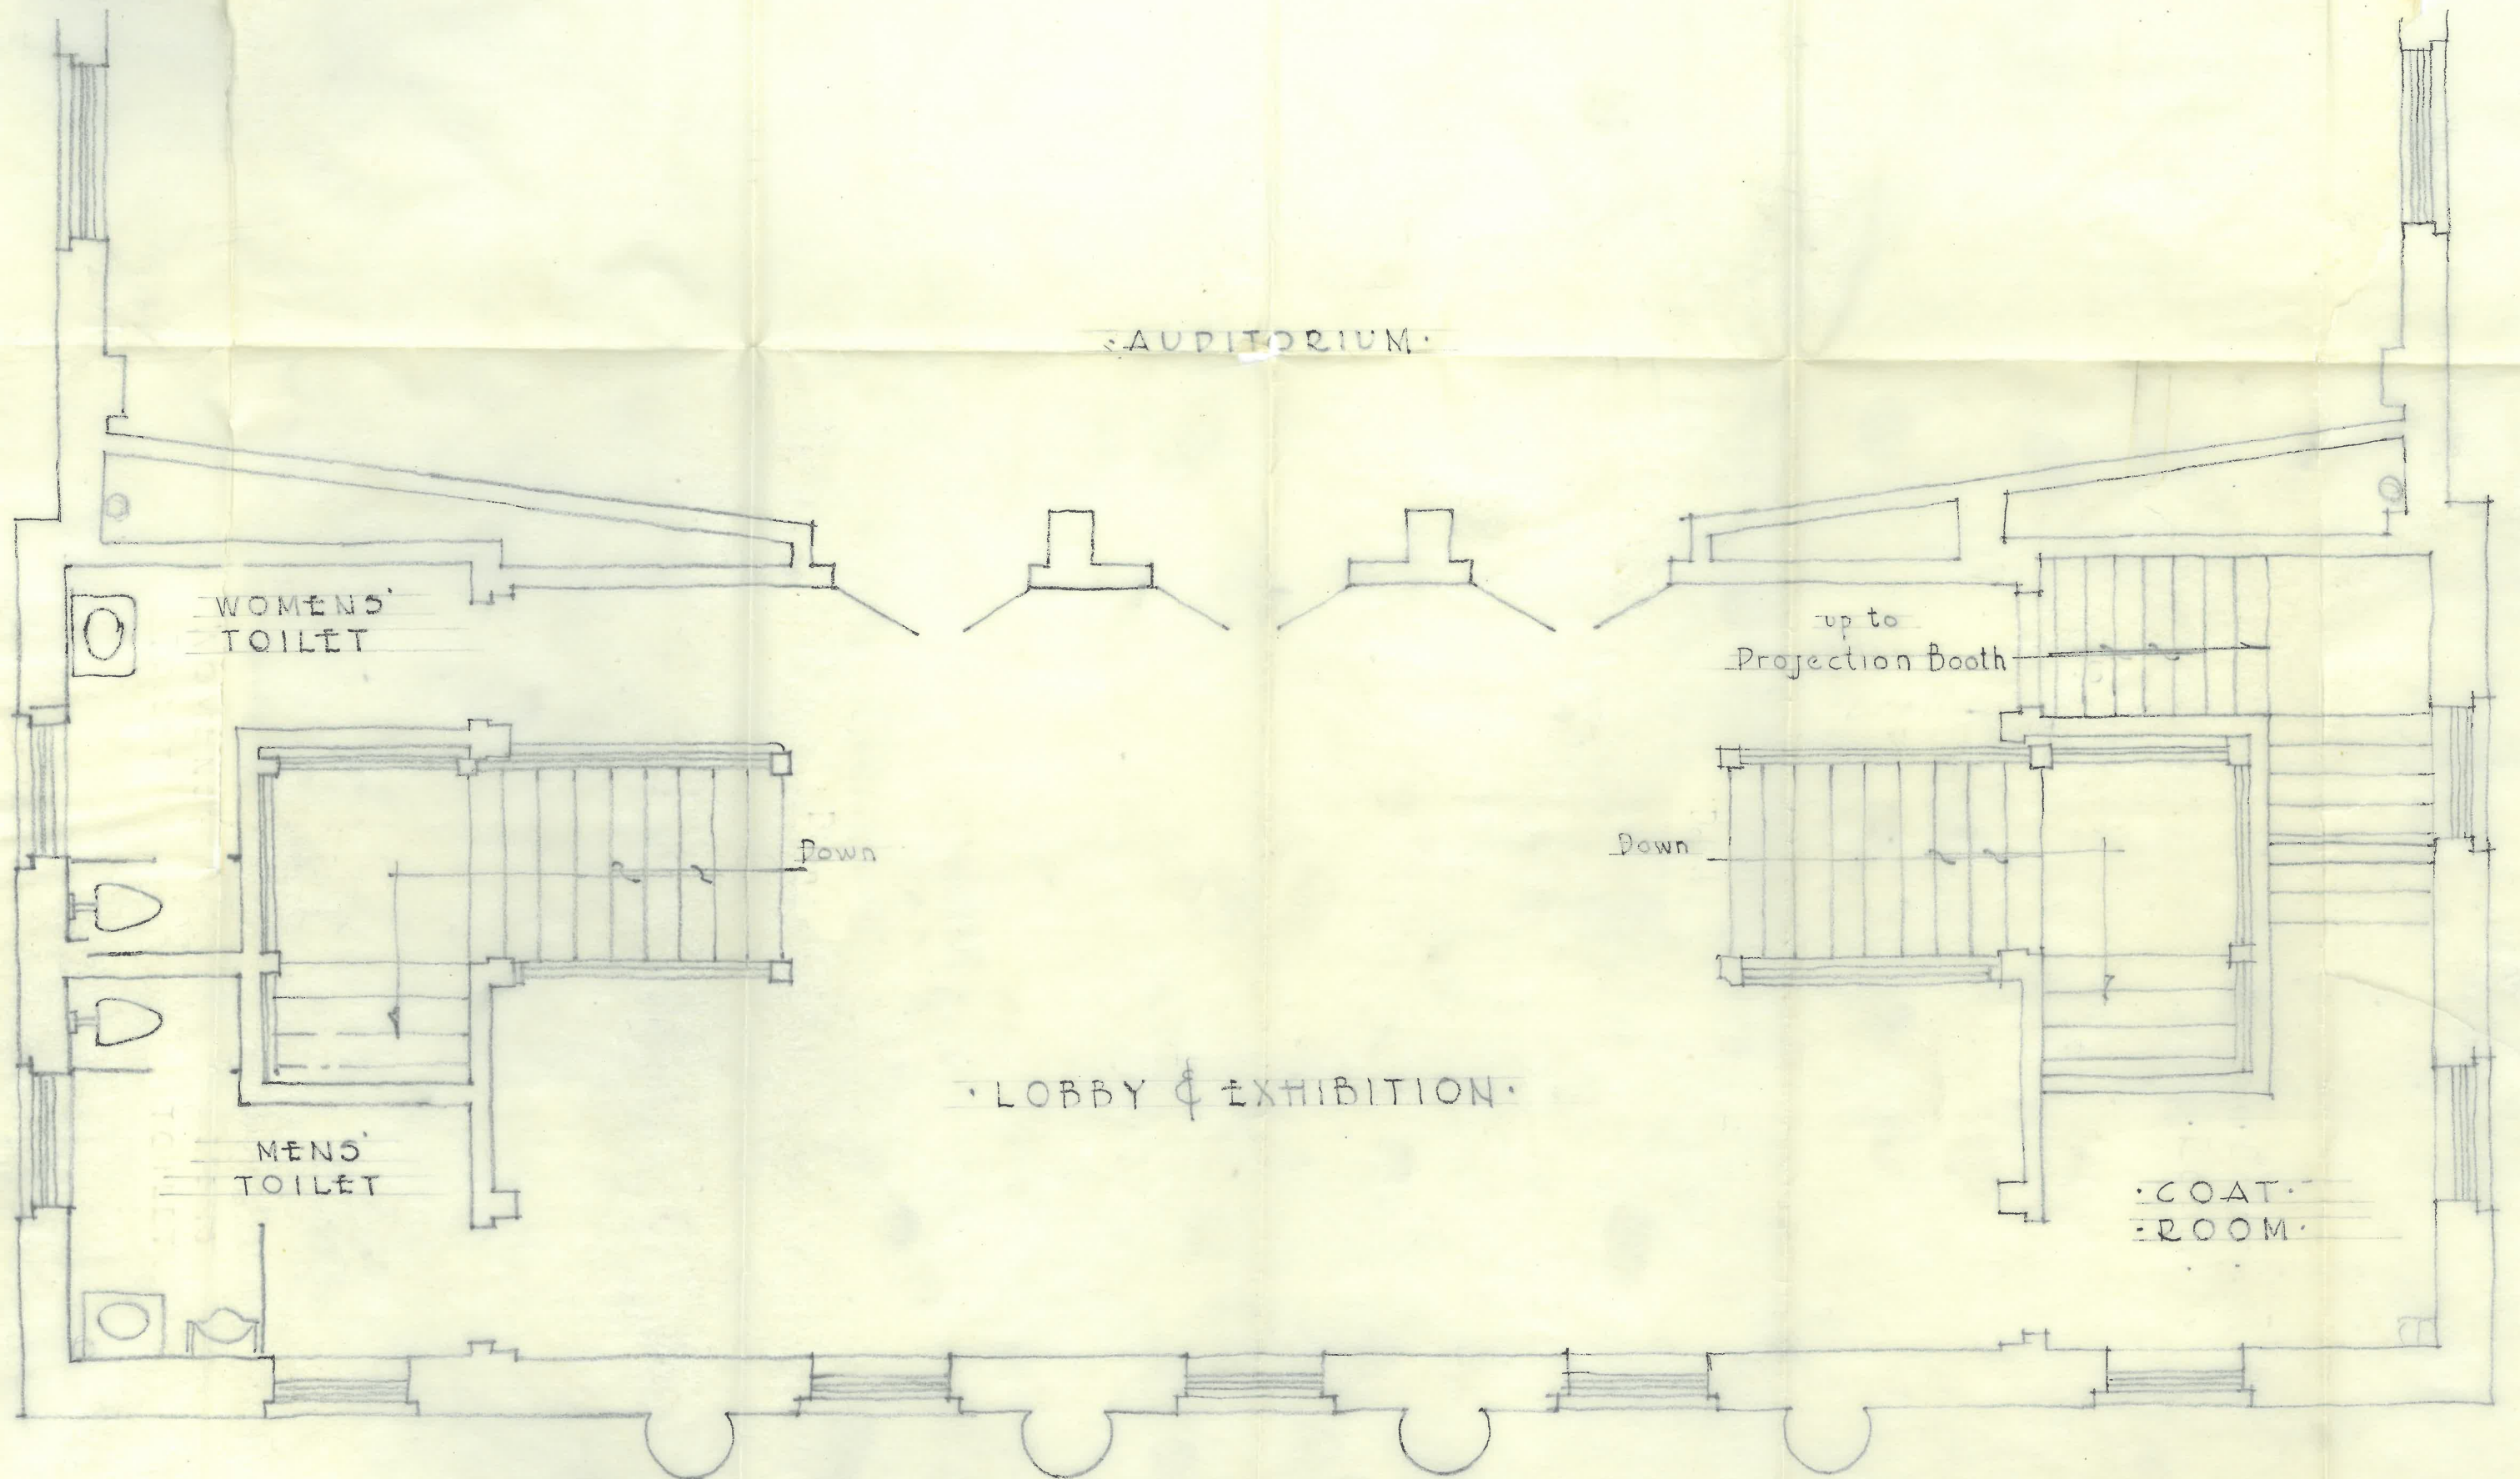 ·AUDITORIUM·
WOMENS'
TOILET
up to
Projection Booth
Down
Down
·LOBBY & EXHIBITION·
MENS'
TOILET
·COAT·
·ROOM·